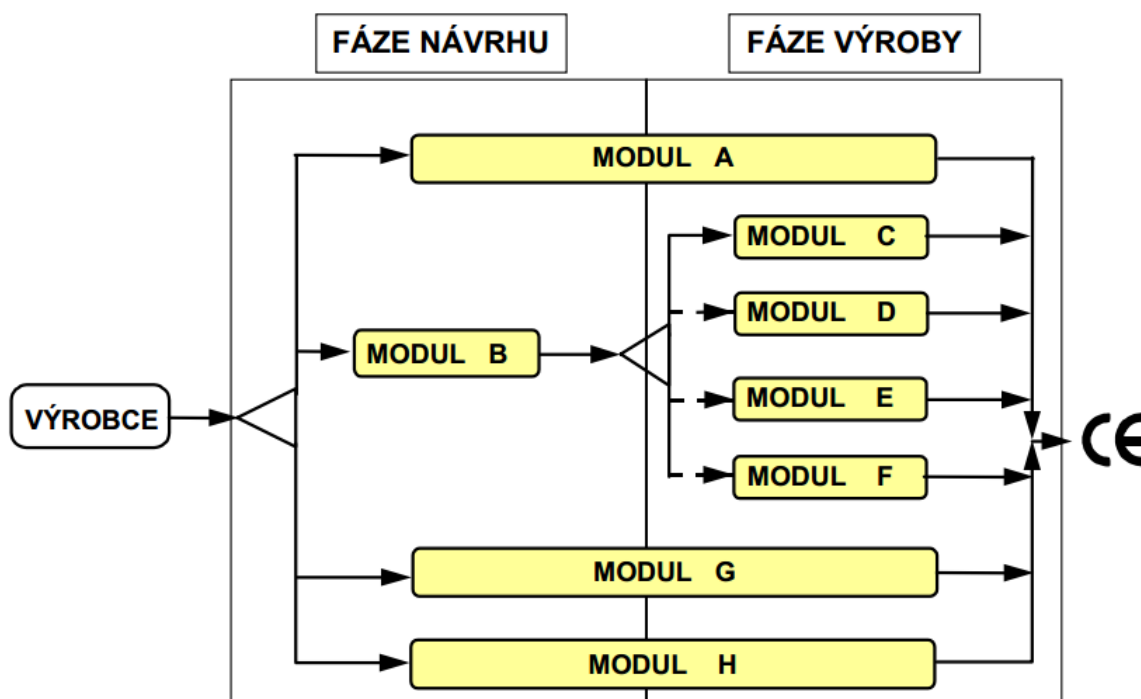 FÁZE NÁVRHU
FÁZE VÝROBY
MODUL A
MODUL C
MODUL D
MODUL B
MODUL E
VÝROBCE
CE
MODUL F
MODUL G
MODUL H